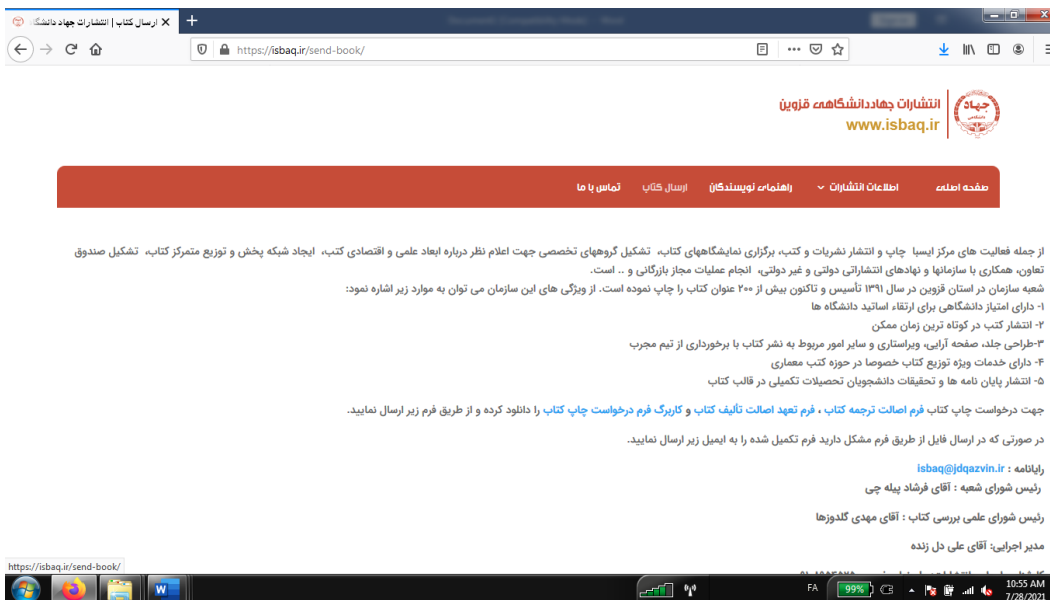 ارسال کتاب | انتشارات جهاد دانشگاه
https://isbaq.ir/send-book/
انتشارات جهاددانشگاهی قزوین
www.isbaq.ir
صفحه اصلی اطلاعات انتشارات راهنمای نویسندگان ارسال کتاب تماس با ما
از جمله فعالیت های مرکز ایسبا چاپ و انتشار نشریات و کتب، برگزاری نمایشگاههای کتاب، تشکیل گروههای تخصصی جهت اعلام نظر درباره ابعاد علمی و اقتصادی کتب، ایجاد شبکه پخش و توزیع متمرکز کتاب، تشکیل صندوق
تعاون، همکاری با سازمانها و نهادهای انتشاراتی دولتی و غیر دولتی، انجام عملیات مجاز بازرگانی و .. است.
شعبه سازمان در استان قزوین در سال ۱۳۹۱ تأسیس و تاکنون بیش از ۲۰۰ عنوان کتاب را چاپ نموده است. از ویژگی های این سازمان می توان به موارد زیر اشاره نمود:
۱- دارای امتیاز دانشگاهی برای ارتقاء اساتید دانشگاه ها
۲- انتشار کتب در کوتاه ترین زمان ممکن
۳-طراحی جلد، صفحه آرایی، ویراستاری و سایر امور مربوط به نشر کتاب با برخورداری از تیم مجرب
۴- دارای خدمات ویژه توزیع کتاب خصوصا در حوزه کتب معماری
۵- انتشار پایان نامه ها و تحقیقات دانشجویان تحصیلات تکمیلی در قالب کتاب
جهت درخواست چاپ کتاب فرم اصالت ترجمه کتاب ، فرم تعهد اصالت تألیف کتاب و کاربرگ فرم درخواست چاپ کتاب را دانلود کرده و از طریق فرم زیر ارسال نمایید.
در صورتی که در ارسال فایل از طریق فرم مشکل دارید فرم تکمیل شده را به ایمیل زیر ارسال نمایید.
رایانامه : isbaq@jdqazvin.ir
رئیس شورای شعبه : آقای فرشاد پیله چی
رئیس شورای علمی بررسی کتاب : آقای مهدی گلدوزها
مدیر اجرایی: آقای علی دل زنده
https://isbaq.ir/send-book/
FA 99% 10:55 AM
7/28/2021